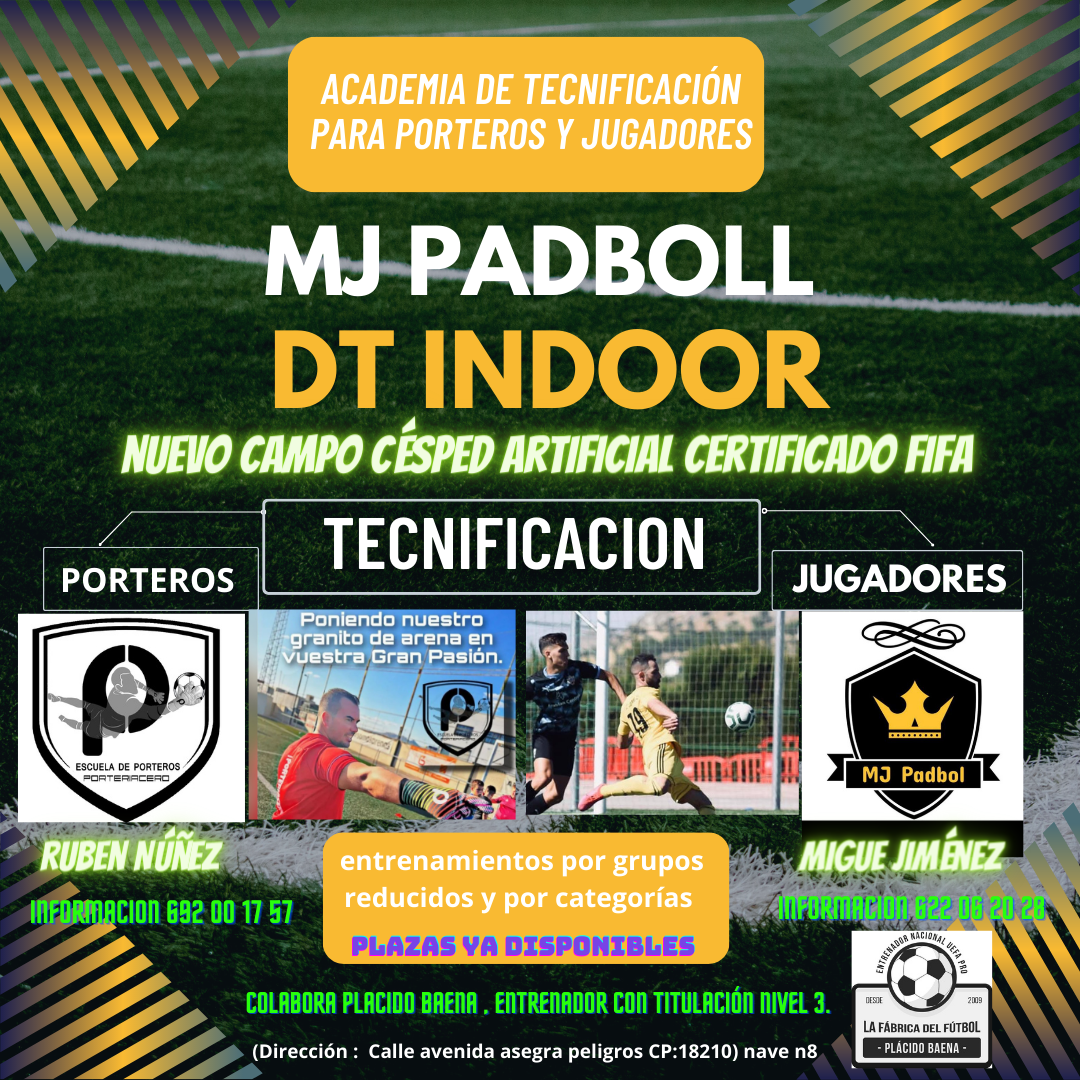 ACADEMIA DE TECNIFICACIÓN
PARA PORTEROS Y JUGADORES
MJ PADBOLL
DT INDOOR
NUEVO CAMPO CÉSPED ARTIFICIAL CERTIFICADO FIFA
TECNIFICACION
PORTEROS
JUGADORES
ESCUELA DE PORTEROS
PORTERIACERO
Poniendo nuestro
granito de arena en
vuestra Gran Pasión.
19
MJ Padbol
RUBEN NÚÑEZ
INFORMACION 692 00 17 57
entrenamientos por grupos
reducidos y por categorías
PLAZAS YA DISPONIBLES
MIGUE JIMÉNEZ
INFORMACION 622 06 20 28
ENTRENADOR NACIONAL UEFA PRO
DESDE 2009
LA FÁBRICA DEL FÚTBOL
- PLÁCIDO BAENA -
COLABORA PLACIDO BAENA , ENTRENADOR CON TITULACIÓN NIVEL 3.
(Dirección : Calle avenida asegra peligros CP:18210) nave n8